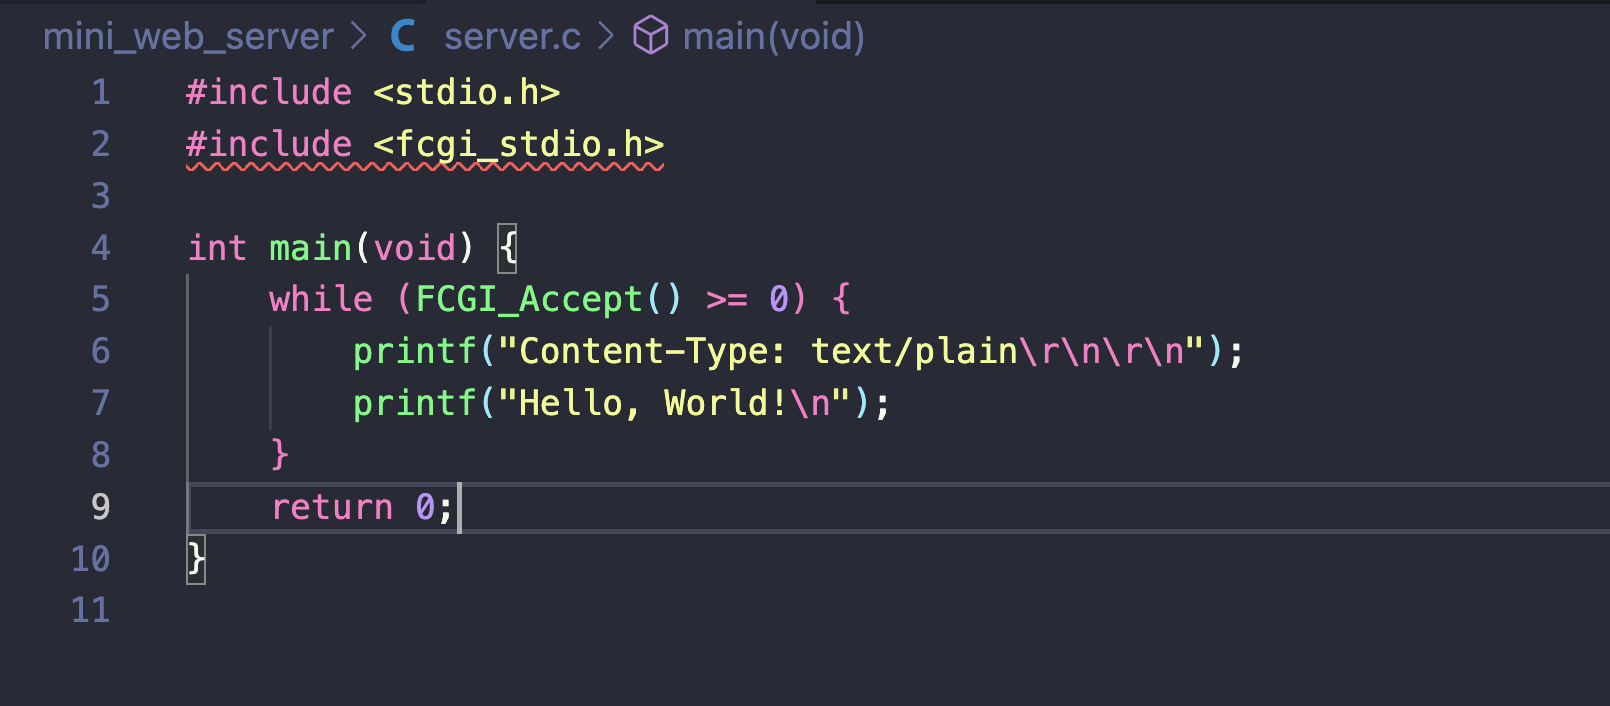 mini_web_server > C server.c > main(void)
1 #include <stdio.h>
2 #include <fcgi_stdio.h>
3
4 int main(void) {
5     while (FCGI_Accept() >= 0) {
6         printf("Content-Type: text/plain\r\n\r\n");
7         printf("Hello, World!\n");
8     }
9     return 0;
10 }
11